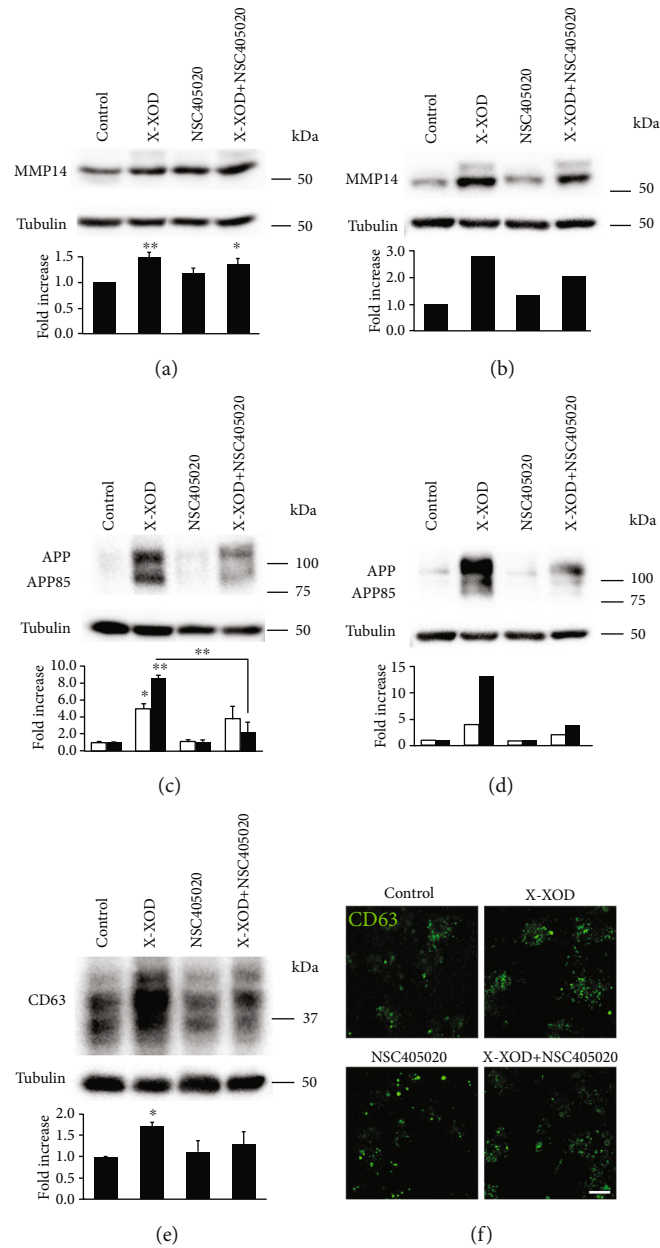 Control
X-XOD
NSC405020
X-XOD+NSC405020
kDa
MMP14
50
Tubulin
50
Fold increase
1.5
1.0
0.5
0.0
**
*
(a)
Control
X-XOD
NSC405020
X-XOD+NSC405020
kDa
MMP14
50
Tubulin
50
Fold increase
3.0
2.0
1.0
0.0
(b)
Control
X-XOD
NSC405020
X-XOD+NSC405020
kDa
APP
100
APP85
75
Tubulin
50
Fold increase
10.0
8.0
6.0
4.0
2.0
0.0
*
**
**
(c)
Control
X-XOD
NSC405020
X-XOD+NSC405020
kDa
APP
100
APP85
75
Tubulin
50
Fold increase
15
10
5
0
(d)
Control
X-XOD
NSC405020
X-XOD+NSC405020
kDa
CD63
37
Tubulin
50
Fold increase
2.0
1.5
1.0
0.5
0.0
*
(e)
Control
X-XOD
CD63
NSC405020
X-XOD+NSC405020
(f)